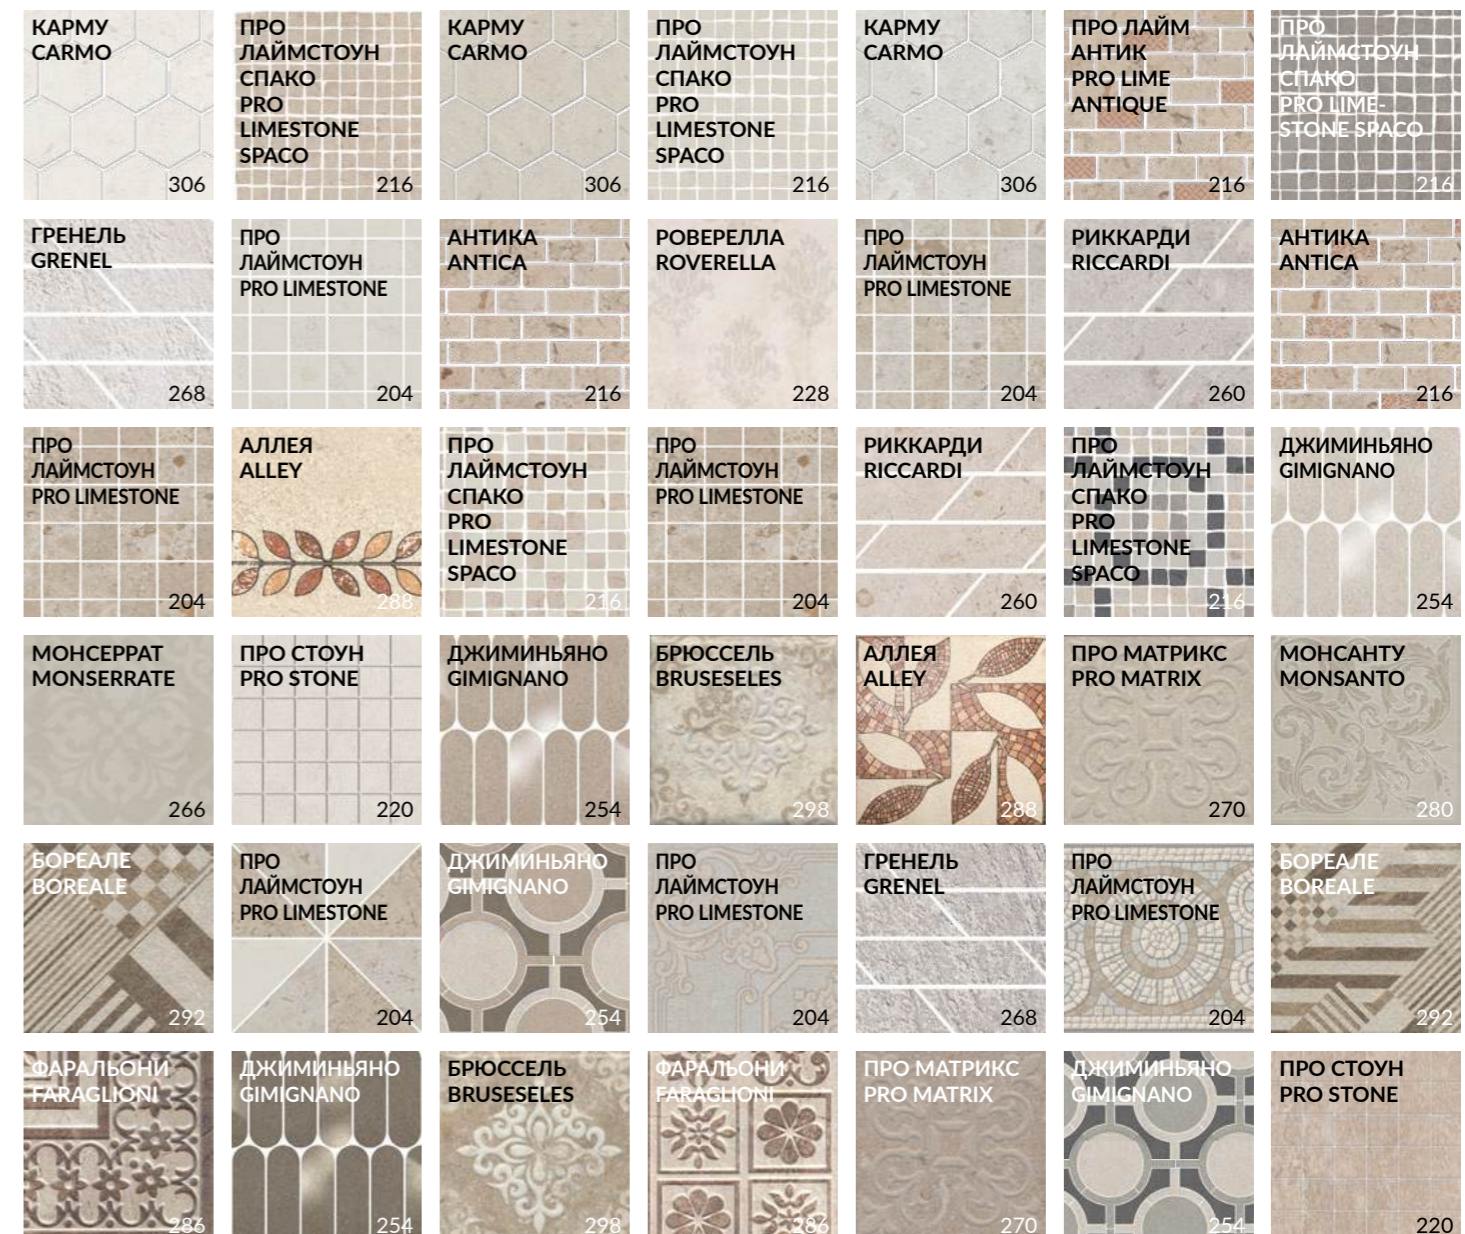 КАРМУ
CARMO
306
ПРО
ЛАЙМСТОУН
СПАКО
PRO
LIMESTONE
SPACO
216
КАРМУ
CARMO
306
ПРО
ЛАЙМСТОУН
СПАКО
PRO
LIMESTONE
SPACO
216
КАРМУ
CARMO
306
ПРО ЛАЙМ
АНТИК
PRO LIME
ANTIQUE
216
ПРО
ЛАЙМСТОУН
СПАКО
PRO LIME-
STONE SPACO
216
ГРЕНЕЛЬ
GRENEL
268
ПРО
ЛАЙМСТОУН
PRO LIMESTONE
204
АНТИКА
ANTICA
216
РОВЕРЕЛЛА
ROVERELLA
228
ПРО
ЛАЙМСТОУН
PRO LIMESTONE
204
РИККАРДИ
RICCARDI
260
АНТИКА
ANTICA
216
ПРО
ЛАЙМСТОУН
PRO LIMESTONE
204
АЛЛЕЯ
ALLEY
288
ПРО
ЛАЙМСТОУН
СПАКО
PRO
LIMESTONE
SPACO
216
ПРО
ЛАЙМСТОУН
PRO LIMESTONE
204
РИККАРДИ
RICCARDI
260
ПРО
ЛАЙМСТОУН
СПАКО
PRO
LIMESTONE
SPACO
216
ДЖИМИНЬЯНО
GIMIGNANO
254
МОНСЕРРАТ
MONSERRATE
266
ПРО СТОУН
PRO STONE
220
ДЖИМИНЬЯНО
GIMIGNANO
254
БРЮССЕЛЬ
BRUSESELES
298
АЛЛЕЯ
ALLEY
288
ПРО МАТРИКС
PRO MATRIX
270
МОНСАНТУ
MONSANTO
280
БОРЕАЛЕ
BOREALE
292
ПРО
ЛАЙМСТОУН
PRO LIMESTONE
204
ДЖИМИНЬЯНО
GIMIGNANO
254
ПРО
ЛАЙМСТОУН
PRO LIMESTONE
204
ГРЕНЕЛЬ
GRENEL
268
ПРО
ЛАЙМСТОУН
PRO LIMESTONE
204
БОРЕАЛЕ
BOREALE
292
ФАРАЛЬОНИ
FARAGLIONI
286
ДЖИМИНЬЯНО
GIMIGNANO
254
БРЮССЕЛЬ
BRUSESELES
298
ФАРАЛЬОНИ
FARAGLIONI
286
ПРО МАТРИКС
PRO MATRIX
270
ДЖИМИНЬЯНО
GIMIGNANO
254
ПРО СТОУН
PRO STONE
220